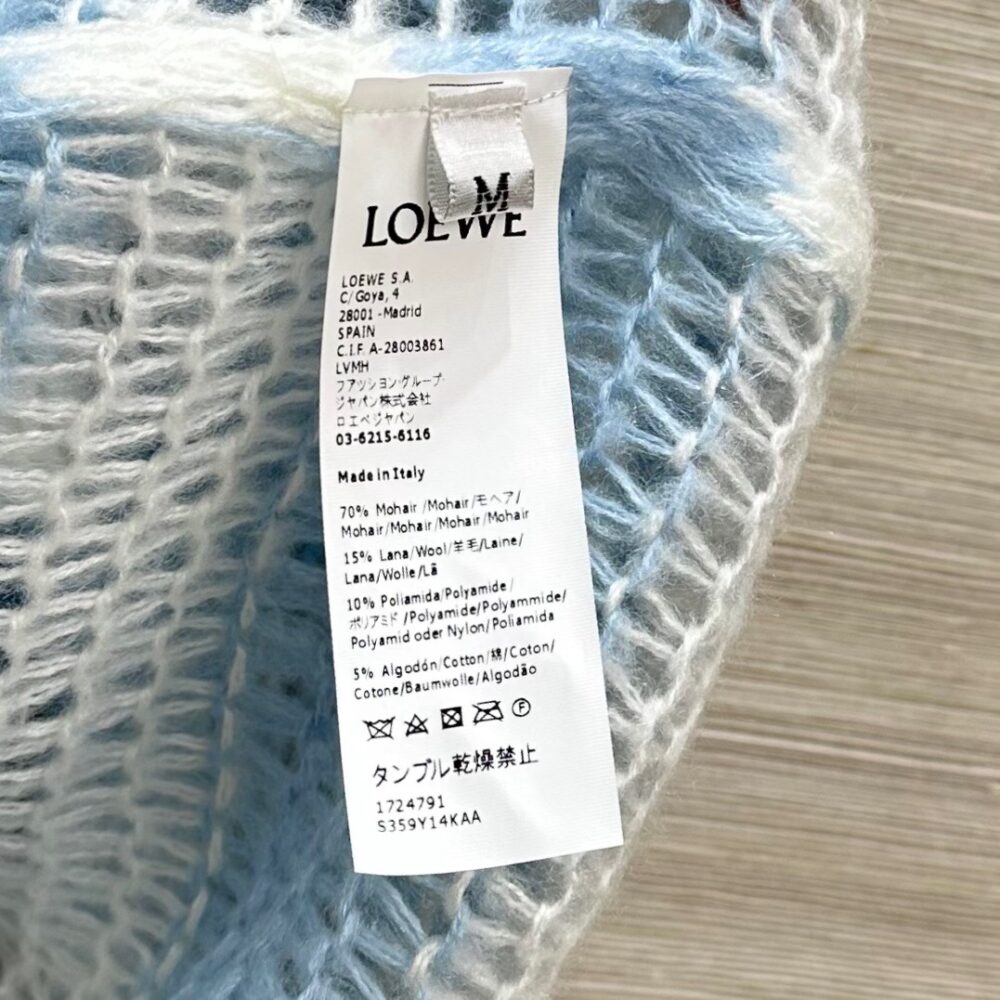 M
LOEWE
LOEWE S.A.
C/Goya, 4
28001 -Madrid
SPAIN
C.I.F. A-28003861
LVMH
ファッション・グループ・
ジャパン株式会社
ロエベジャパン
03-6215-6116
Made in Italy
70% Mohair /Mohair/モヘア/
Mohair/Mohair/Mohair/Mohair
15% Lana/Wool/羊毛/Laine/
Lana/Wolle/Lã
10% Poliamida/Polyamide/
ポリアミド/Polyamide/Polyammide/
Polyamid oder Nylon/Poliamida
5% Algodón/Cotton/綿/Coton/
Cotone/Baumwolle/Algodão
F
タンブル乾燥禁止
1724791
S359Y14KAA